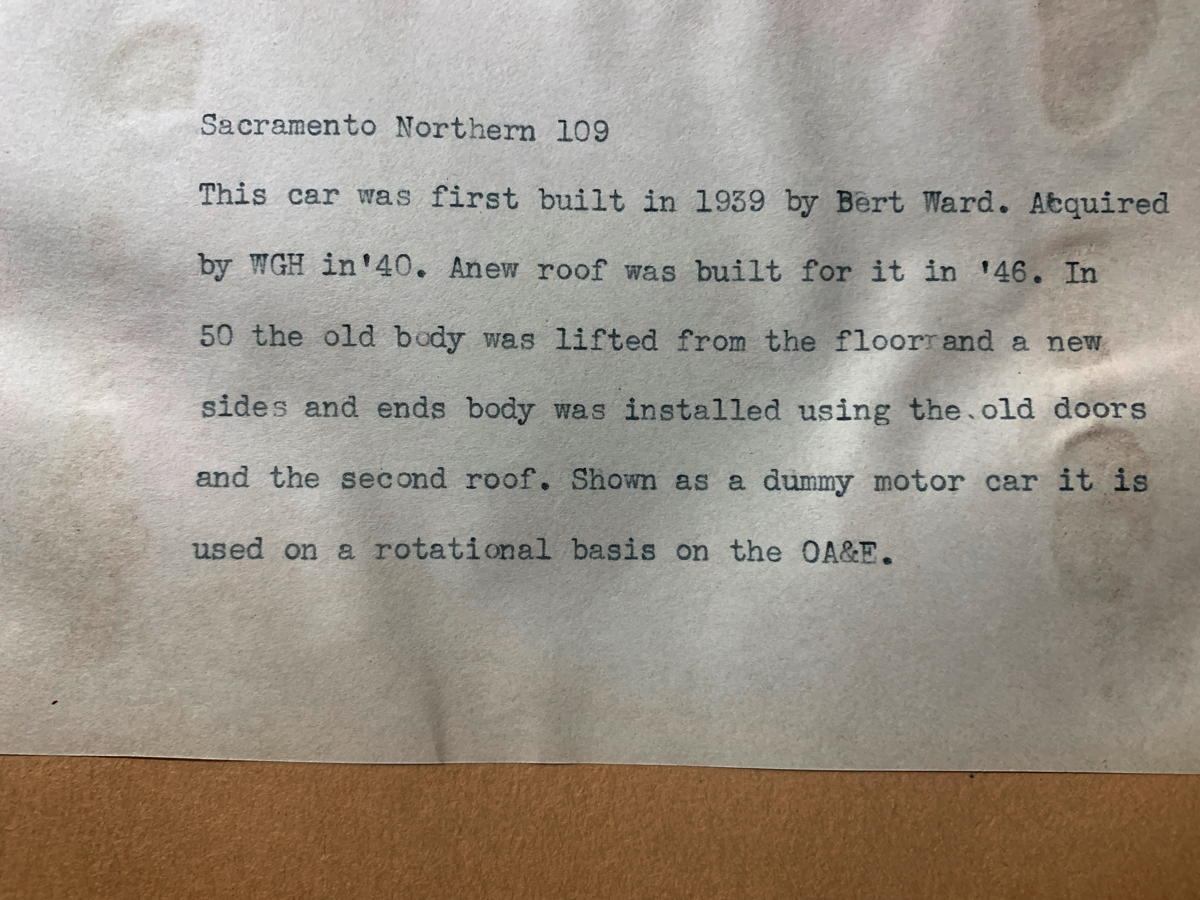 Sacramento Northern 109
This car was first built in 1939 by Bert Ward. Acquired
by WGH in'40. Anew roof was built for it in '46. In
50 the old body was lifted from the floor and a new
sides and ends body was installed using the old doors
and the second roof. Shown as a dummy motor car it is
used on a rotational basis on the OA&E.